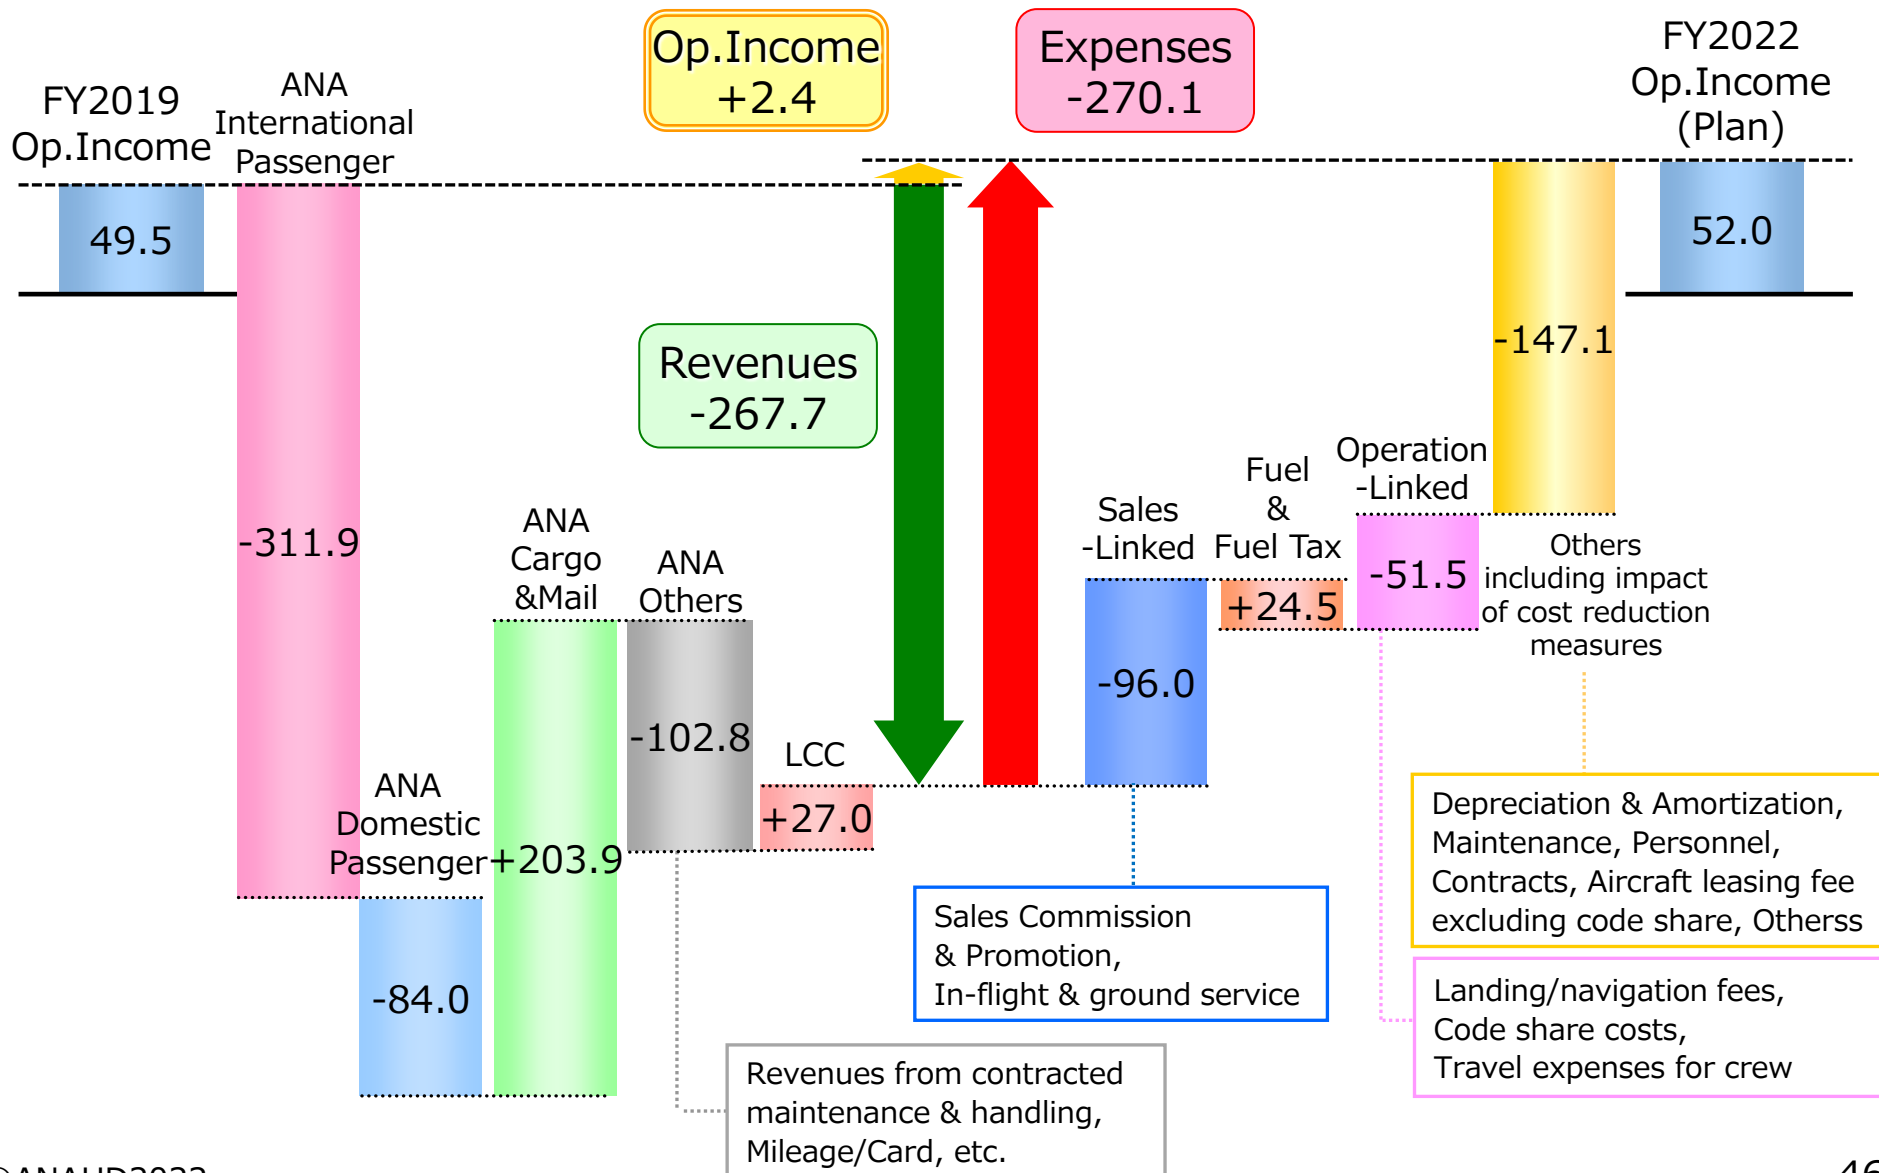 Op.Income
+2.4
Expenses
-270.1
FY2022
Op.Income
(Plan)
FY2019
Op.Income
ANA
International
Passenger
49.5
52.0
-147.1
Revenues
-267.7
-311.9
ANA
Cargo
&Mail
ANA
Others
Sales
-Linked
Fuel
&
Fuel Tax
Operation
-Linked
-51.5
+24.5
Others
including impact
of cost reduction
measures
-96.0
-102.8
LCC
+27.0
ANA
Domestic
Passenger
+203.9
-84.0
Depreciation & Amortization,
Maintenance, Personnel,
Contracts, Aircraft leasing fee
excluding code share, Otherss
Sales Commission
& Promotion,
In-flight & ground service
Landing/navigation fees,
Code share costs,
Travel expenses for crew
Revenues from contracted
maintenance & handling,
Mileage/Card, etc.
©ANAHD2022
46